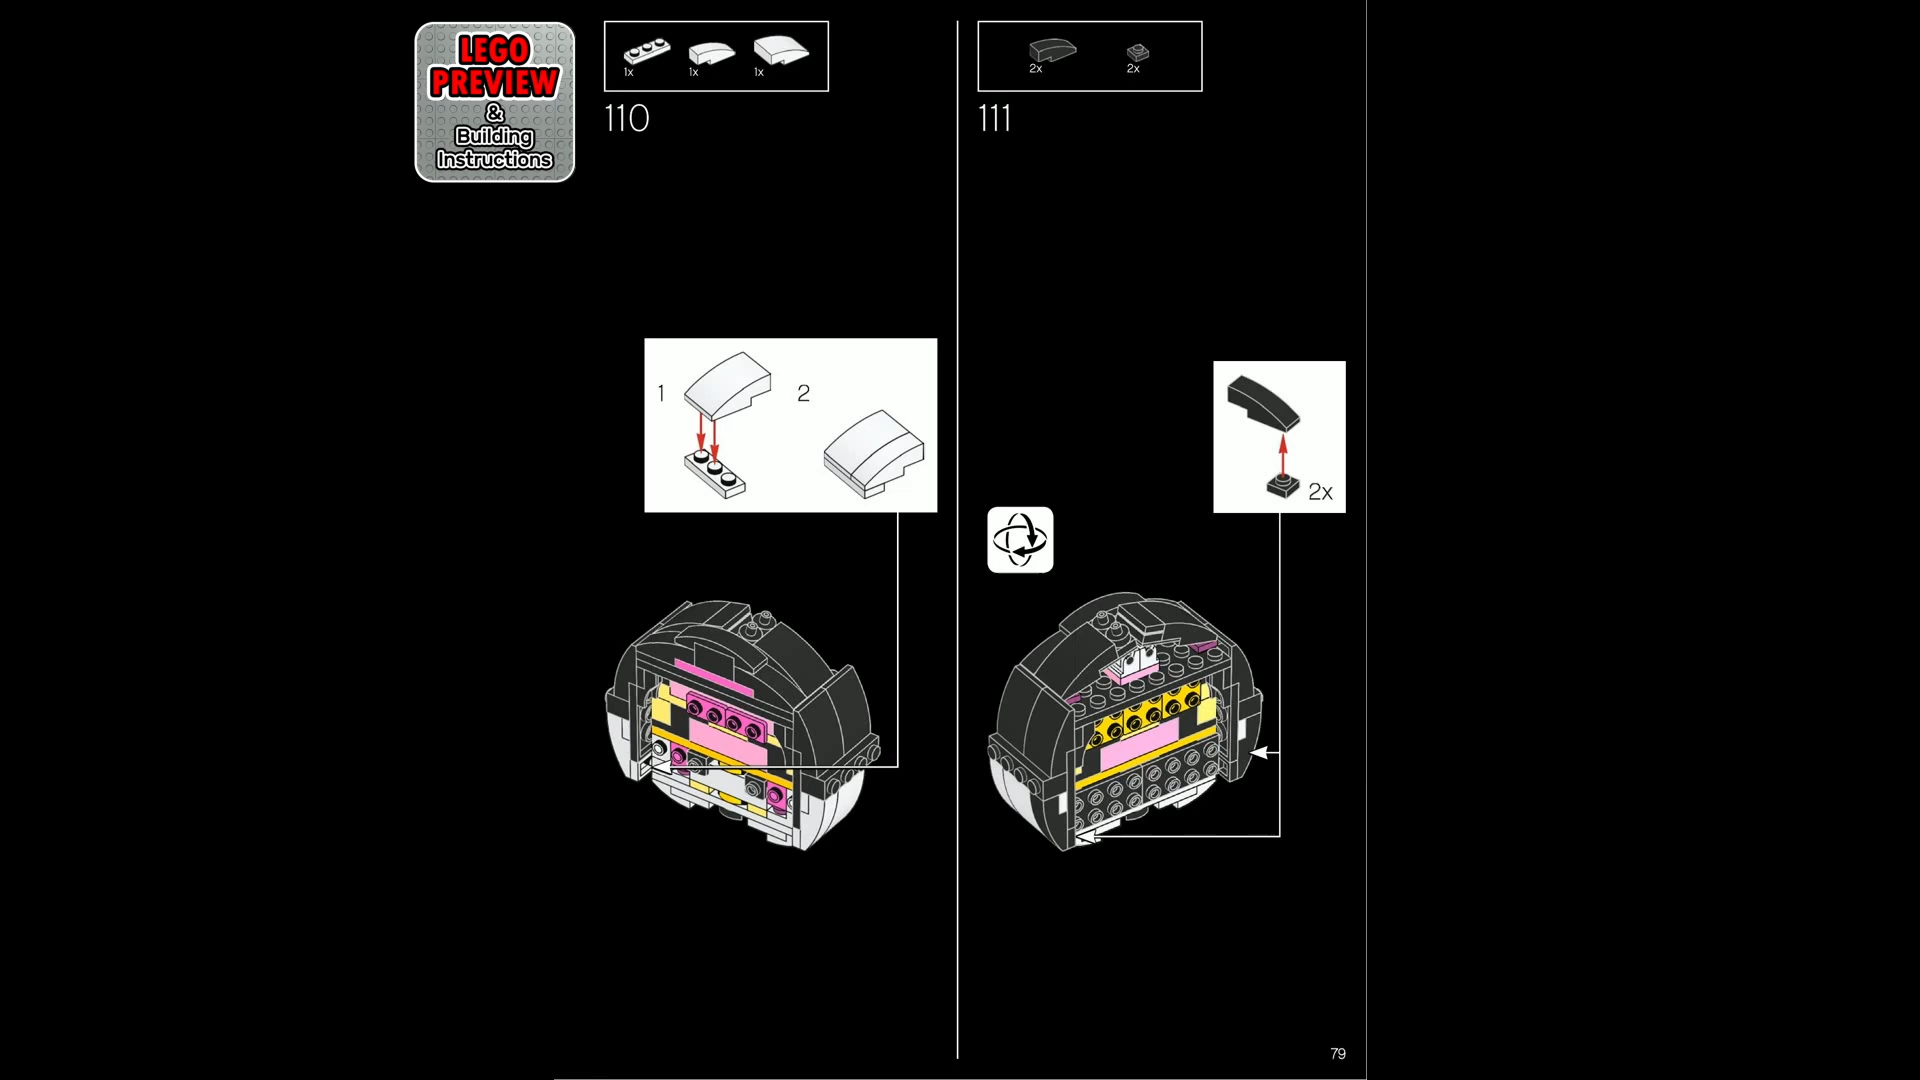 LEGO
PREVIEW
&
Building
Instructions
1x 1x 1x
110
1 2
2x 2x
111
2x
79